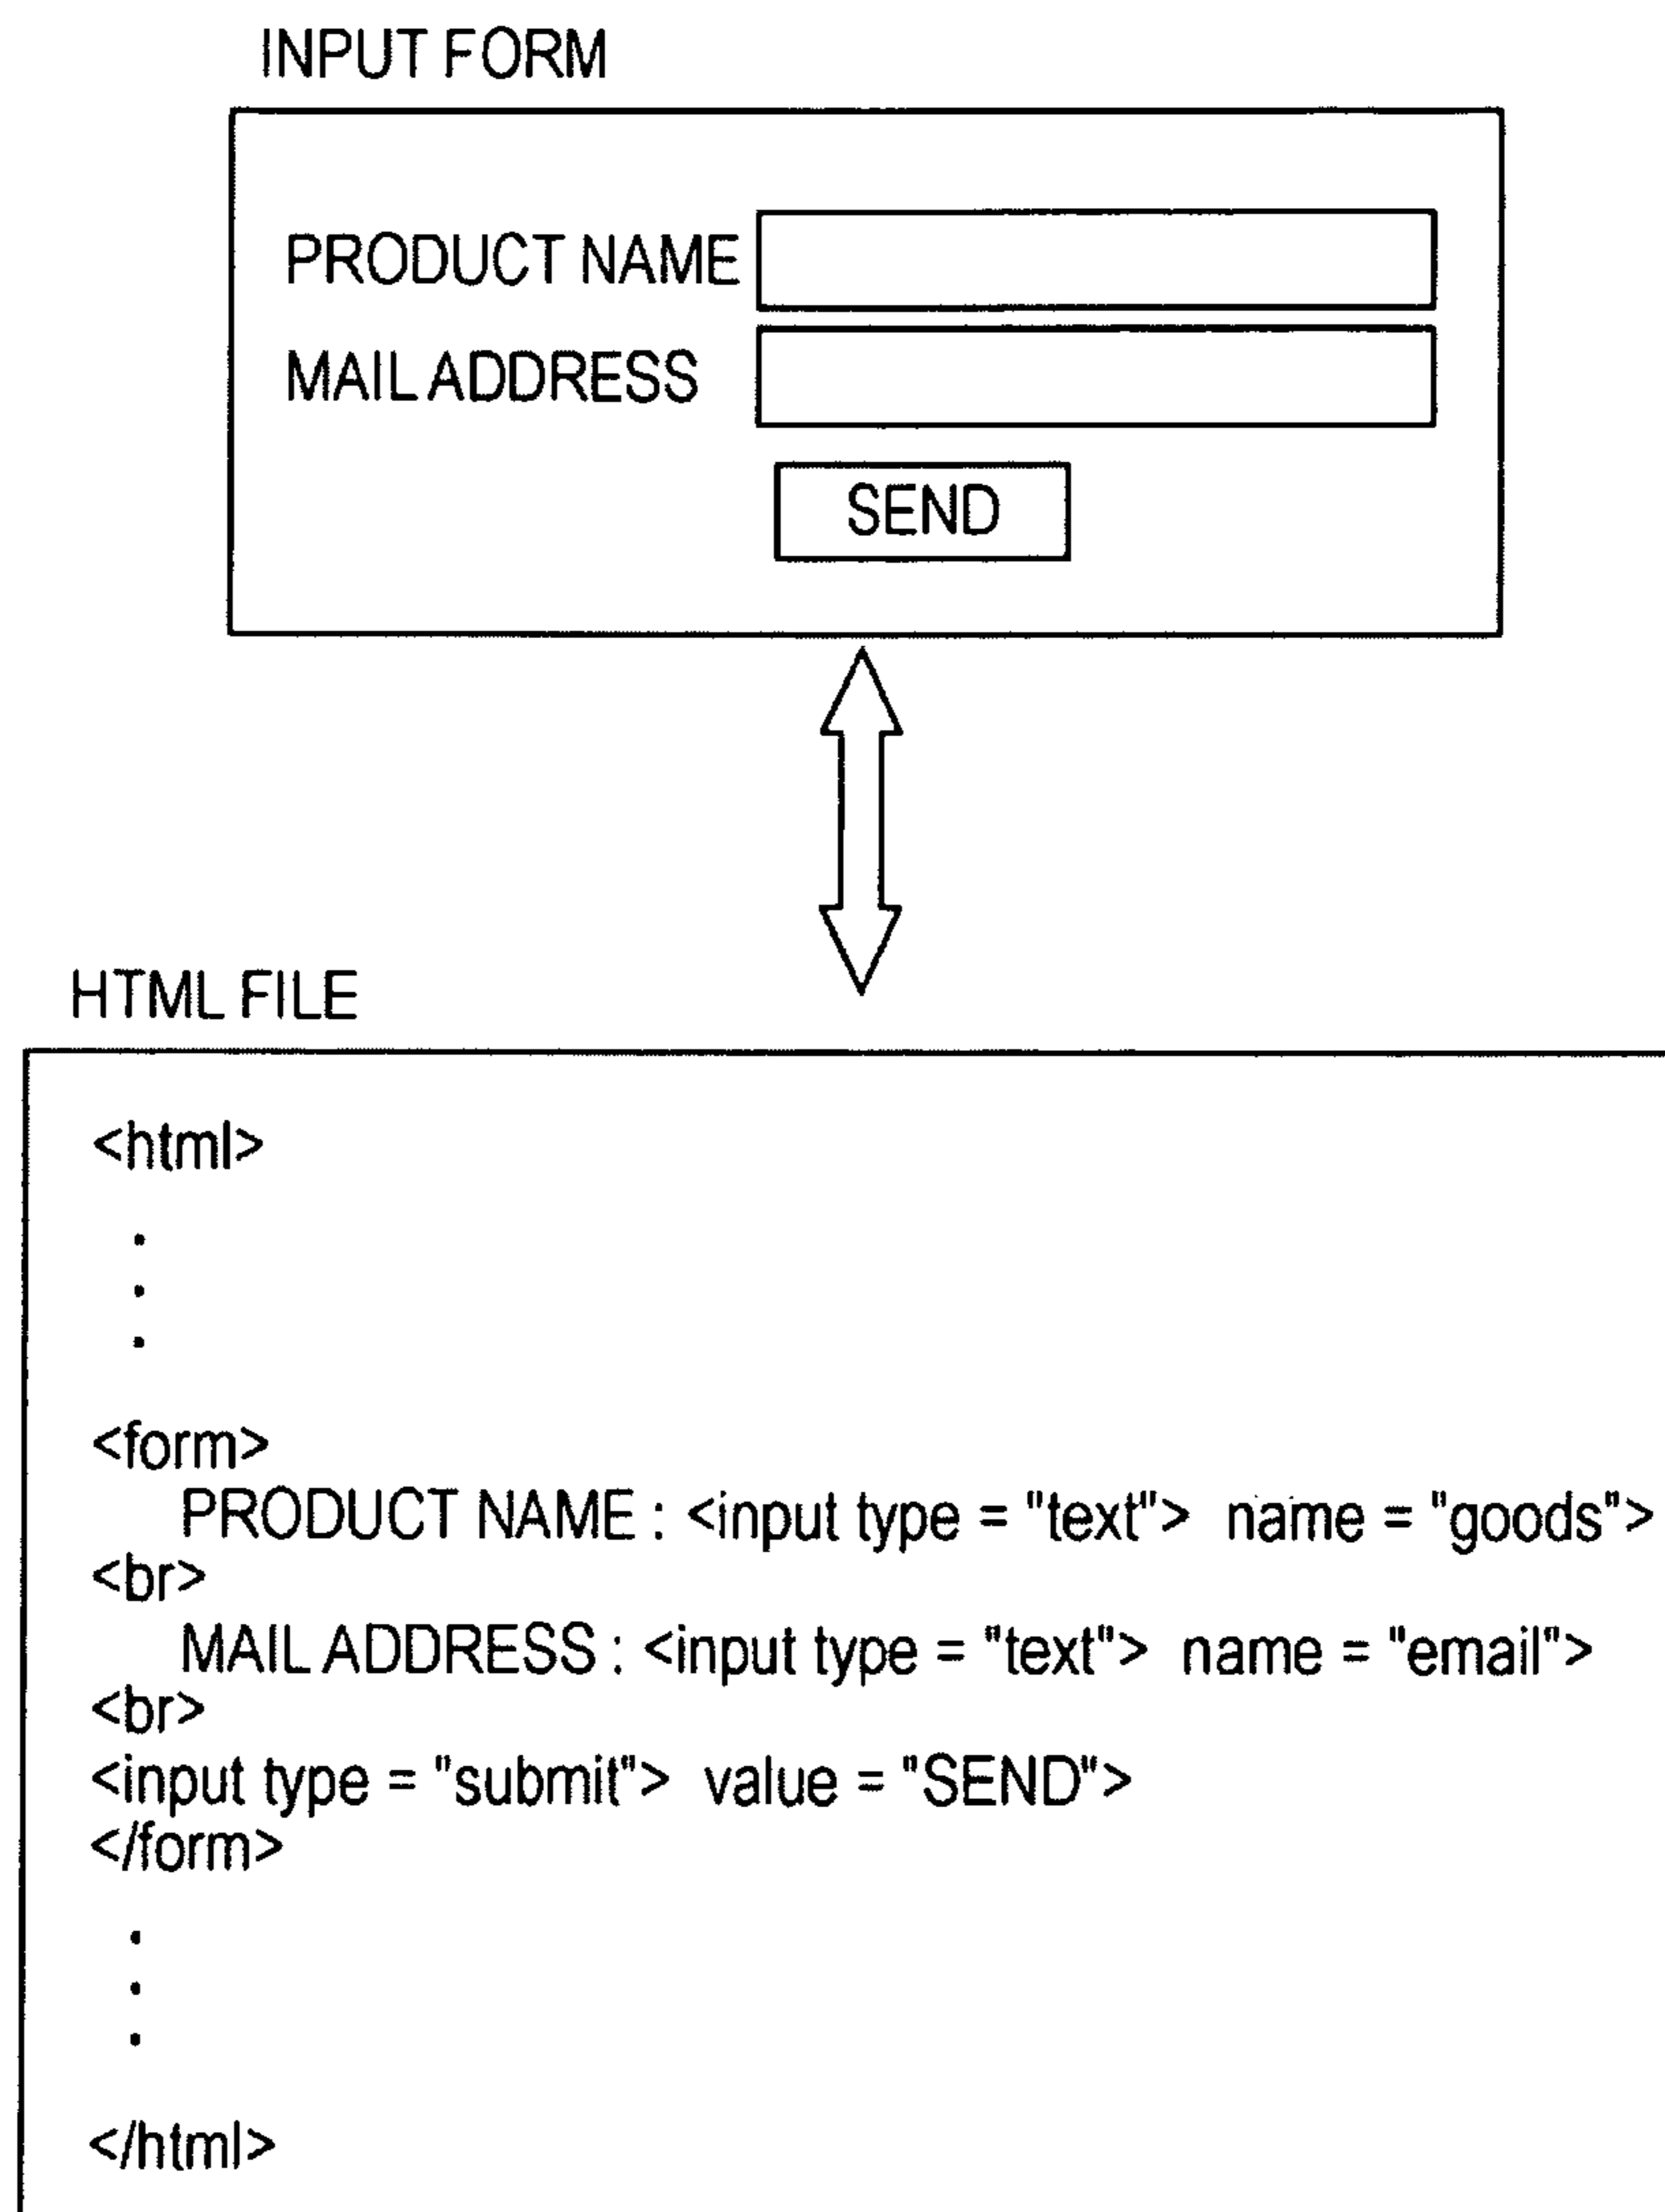 INPUT FORM
PRODUCT NAME
MAIL ADDRESS
SEND
HTML FILE
<html>
.
.
.
<form>
PRODUCT NAME : <input type = "text"> name = "goods">
<br>
MAIL ADDRESS : <input type = "text"> name = "email">
<br>
<input type = "submit"> value = "SEND">
</form>
.
.
.
</html>